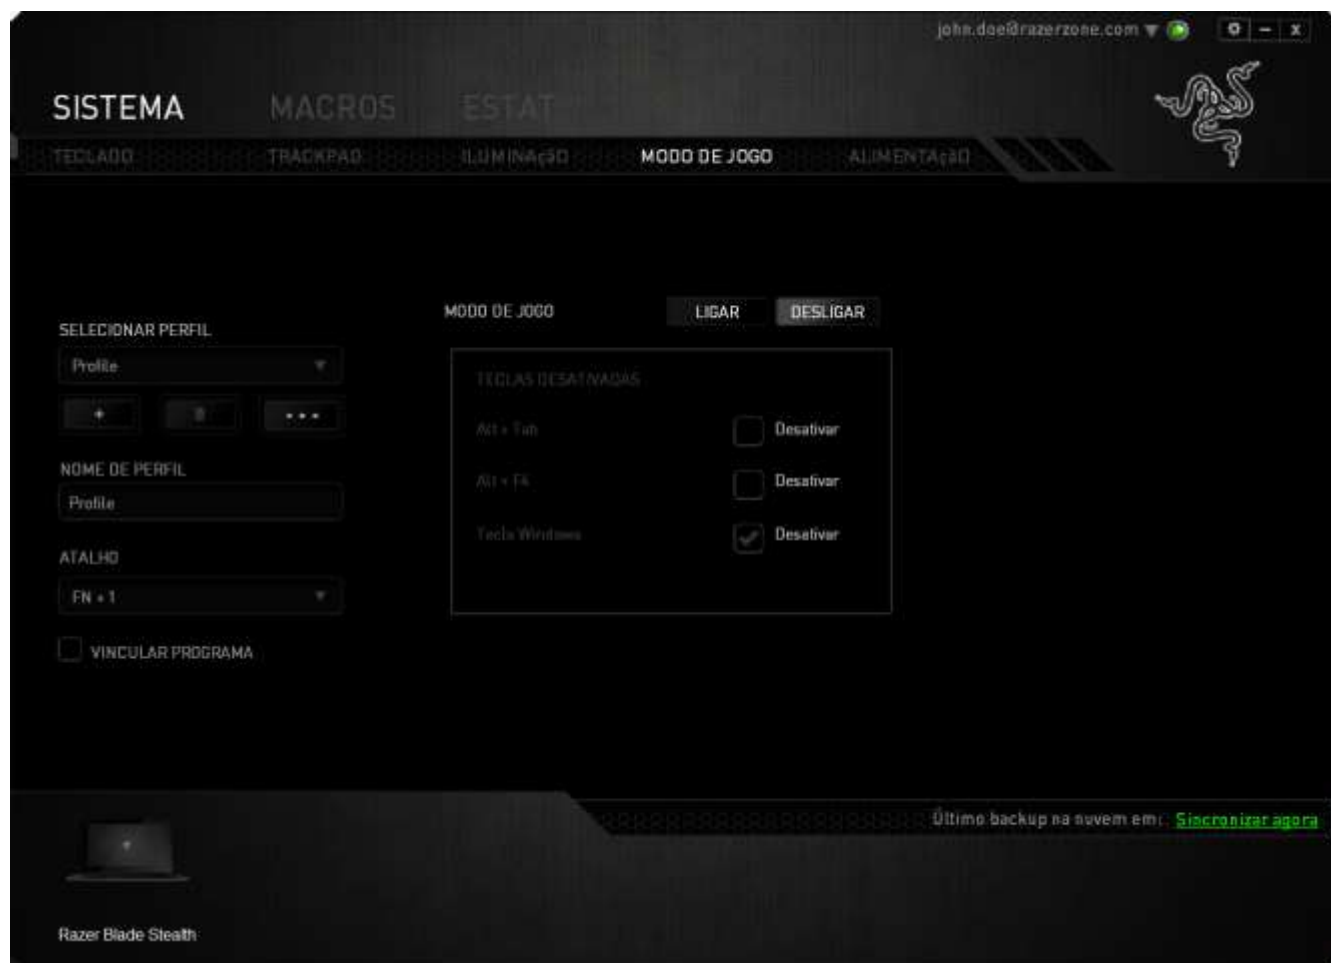 john.doe@razerzone.com
SISTEMA MACROS ESTAT
TECLADO TRACKPAD ILUMINAçãO MODO DE JOGO ALIMENTAçãO
MODO DE JOGO LIGAR DESLIGAR
SELECIONAR PERFIL
Profile
TECLAS DESATIVADAS
Alt + Tab Desativar
NOME DE PERFIL
Alt + F4 Desativar
Profile
Tecla Windows Desativar
ATALHO
FN + 1
VINCULAR PROGRAMA
Último backup na nuvem em: Sincronizar agora
Razer Blade Stealth